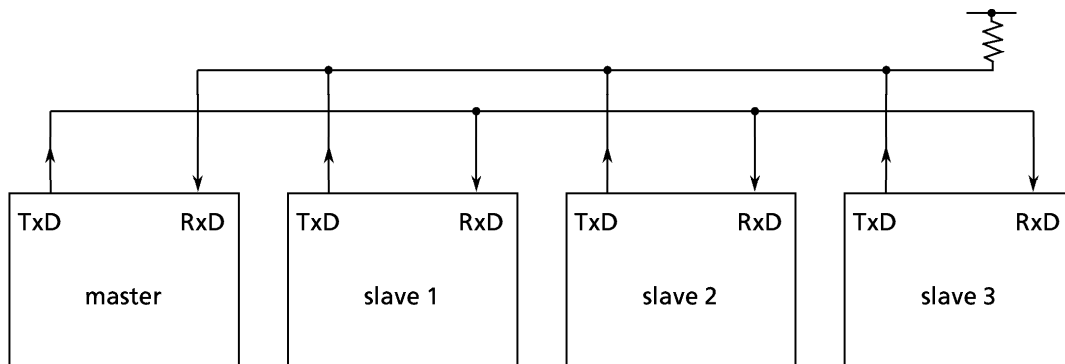 TxD RxD TxD RxD TxD RxD TxD RxD
master slave 1 slave 2 slave 3